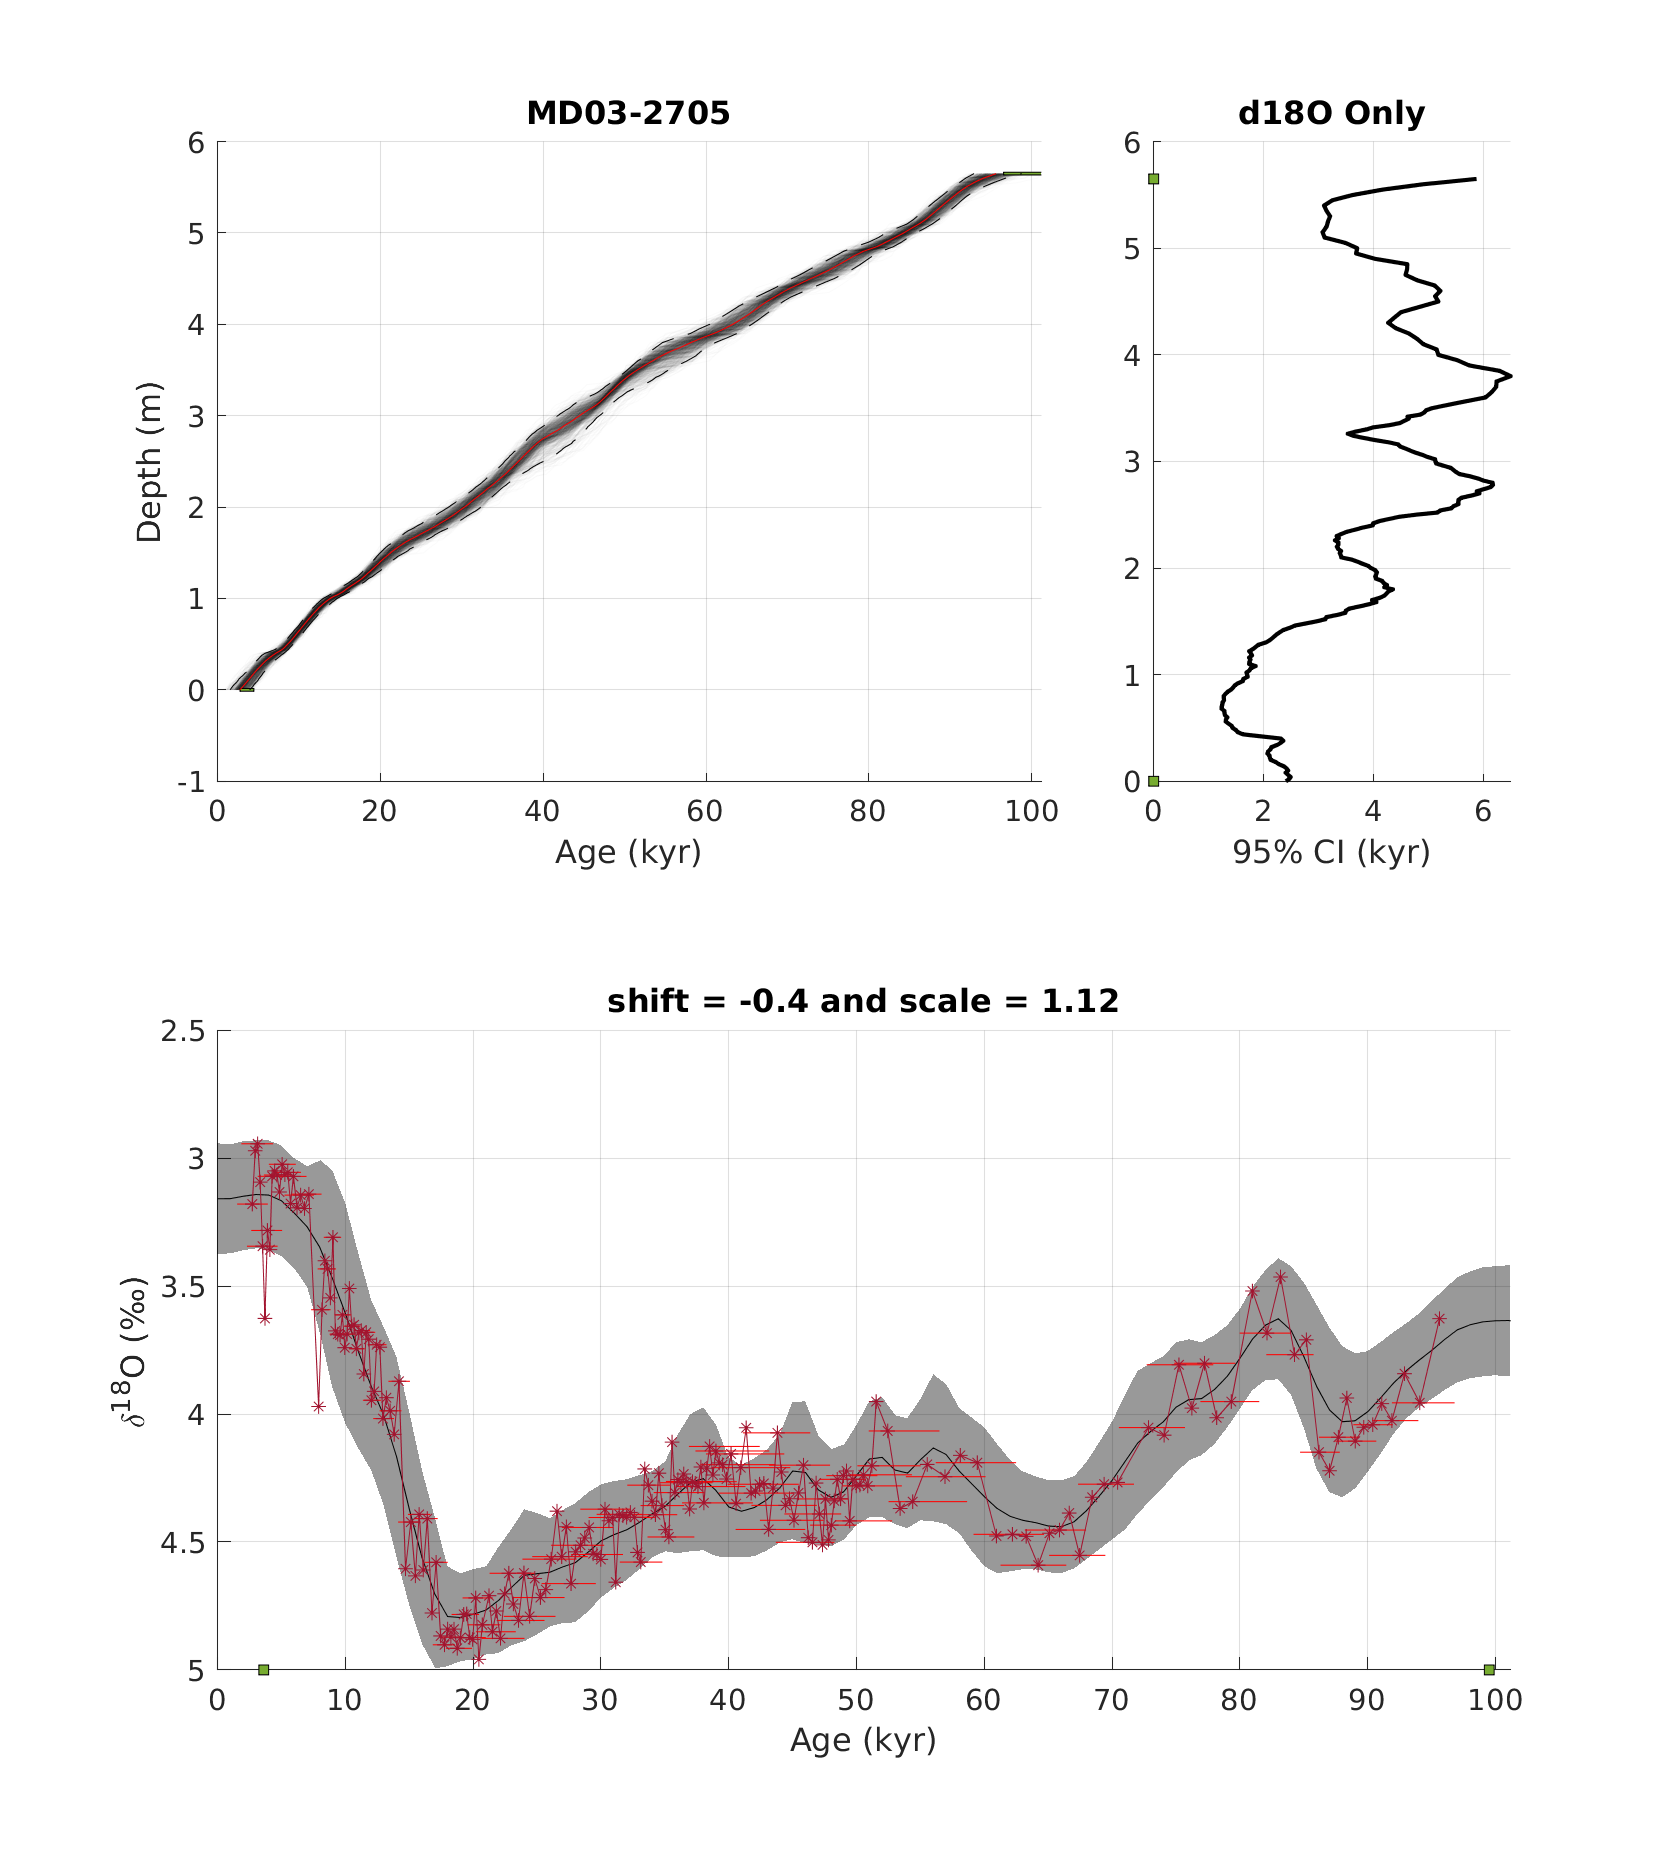 MD03-2705
6
5
4
3
2
1
0
-1
Depth (m)
0 20 40 60 80 100
Age (kyr)
d18O Only
6
5
4
3
2
1
0
0 2 4 6
95% CI (kyr)
shift = -0.4 and scale = 1.12
2.5
3
3.5
4
4.5
5
δ¹⁸O (‰)
0 10 20 30 40 50 60 70 80 90 100
Age (kyr)